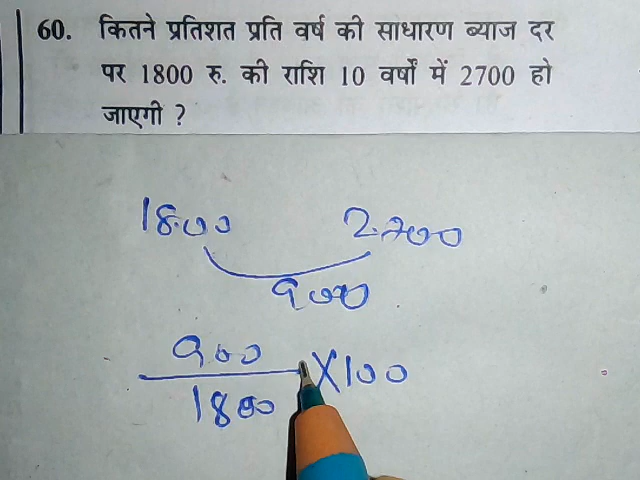 60. कितने प्रतिशत प्रति वर्ष की साधारण ब्याज दर
पर 1800 रु. की राशि 10 वर्षों में 2700 हो
जाएगी ?
1800 2700
900
900
1800 ×100